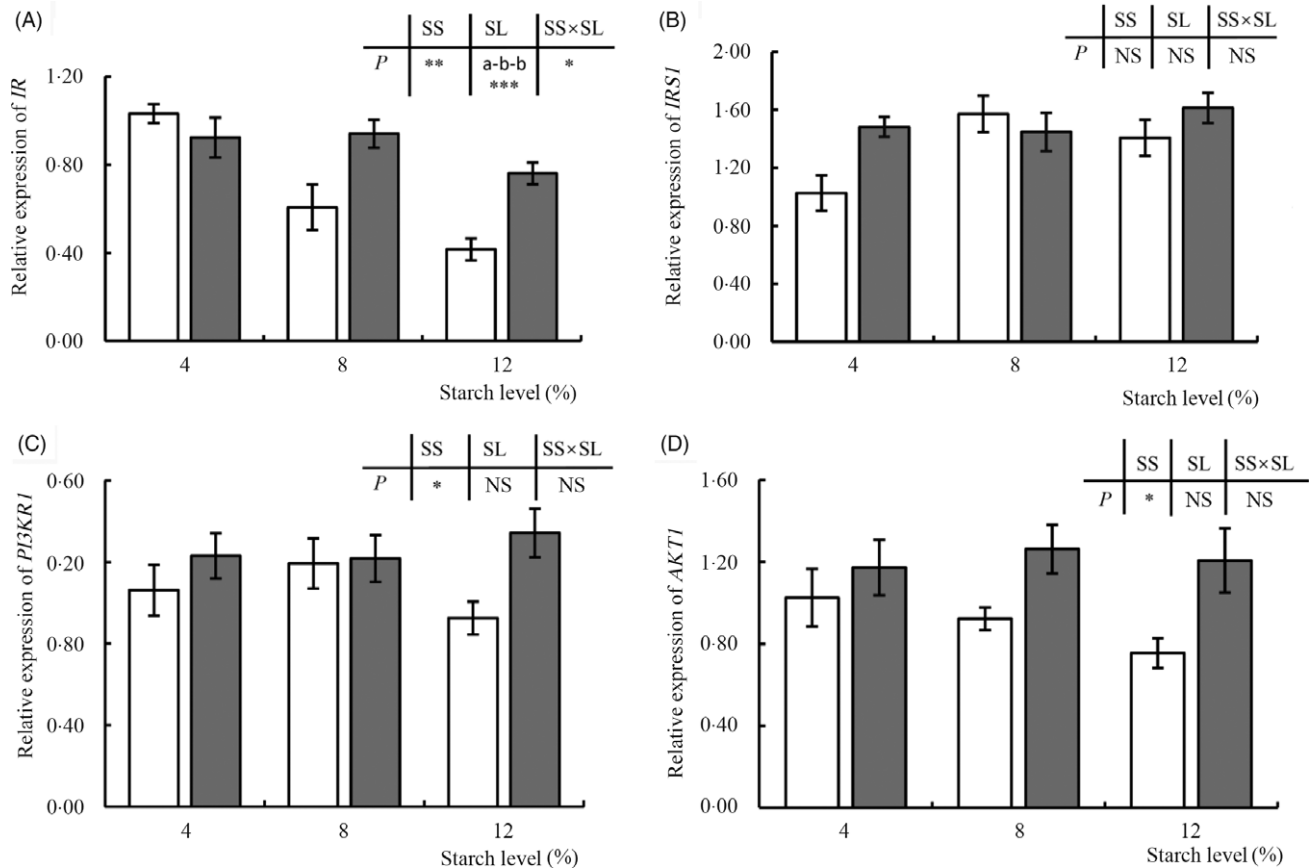 (A)
SS SL SS×SL
P ** a-b-b *
***
1·20
0·80
0·40
0·00
Relative expression of IR
4 8 12
Starch level (%)
(B)
SS SL SS×SL
P NS NS NS
2·00
1·60
1·20
0·80
0·40
0·00
Relative expression of IRS1
4 8 12
Starch level (%)
(C)
SS SL SS×SL
P * NS NS
0·60
0·20
0·80
0·40
0·00
Relative expression of PI3KR1
4 8 12
Starch level (%)
(D)
SS SL SS×SL
P * NS NS
1·60
1·20
0·80
0·40
0·00
Relative expression of AKT1
4 8 12
Starch level (%)